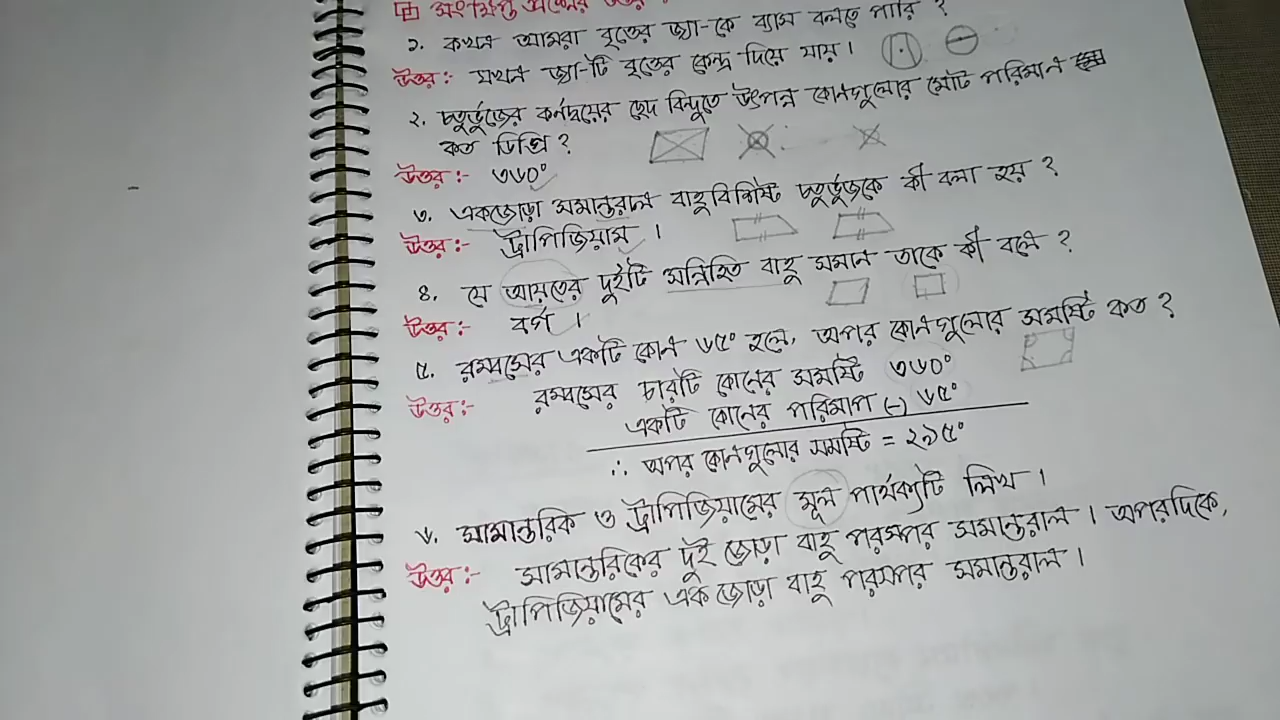 সংক্ষিপ্ত প্রশ্নের উত্তর :
১. কখন আমরা বৃত্তের জ্যা-কে ব্যাস বলতে পারি ?
উত্তর :- যখন জ্যা-টি বৃত্তের কেন্দ্র দিয়ে যায়।
২. চতুর্ভুজের কর্নদ্বয়ের ছেদ বিন্দুতে উৎপন্ন কোনগুলোর মোট পরিমান
কত ডিগ্রি ?
উত্তর :- ৩৬০°
৩. একজোড়া সমান্তরাল বাহুবিশিষ্ট চতুর্ভুজকে কী বলা হয় ?
উত্তর :- ট্রাপিজিয়াম ।
৪. যে আয়তের দুইটি সন্নিহিত বাহু সমান তাকে কী বলে ?
উত্তর :- বর্গ ।
৫. রম্বসের একটি কোন ৬৫° হলে, অপর কোনগুলোর সমষ্টি কত ?
উত্তর :- রম্বসের চারটি কোনের সমষ্টি ৩৬০°
একটি কোনের পরিমাপ (-) ৬৫°
∴ অপর কোনগুলোর সমষ্টি = ২৯৫°
৬. সামান্তরিক ও ট্রাপিজিয়ামের মূল পার্থক্যটি লিখ ।
উত্তর :- সামান্তরিকের দুই জোড়া বাহু পরস্পর সমান্তরাল । অপরদিকে,
ট্রাপিজিয়ামের এক জোড়া বাহু পরস্পর সমান্তরাল ।